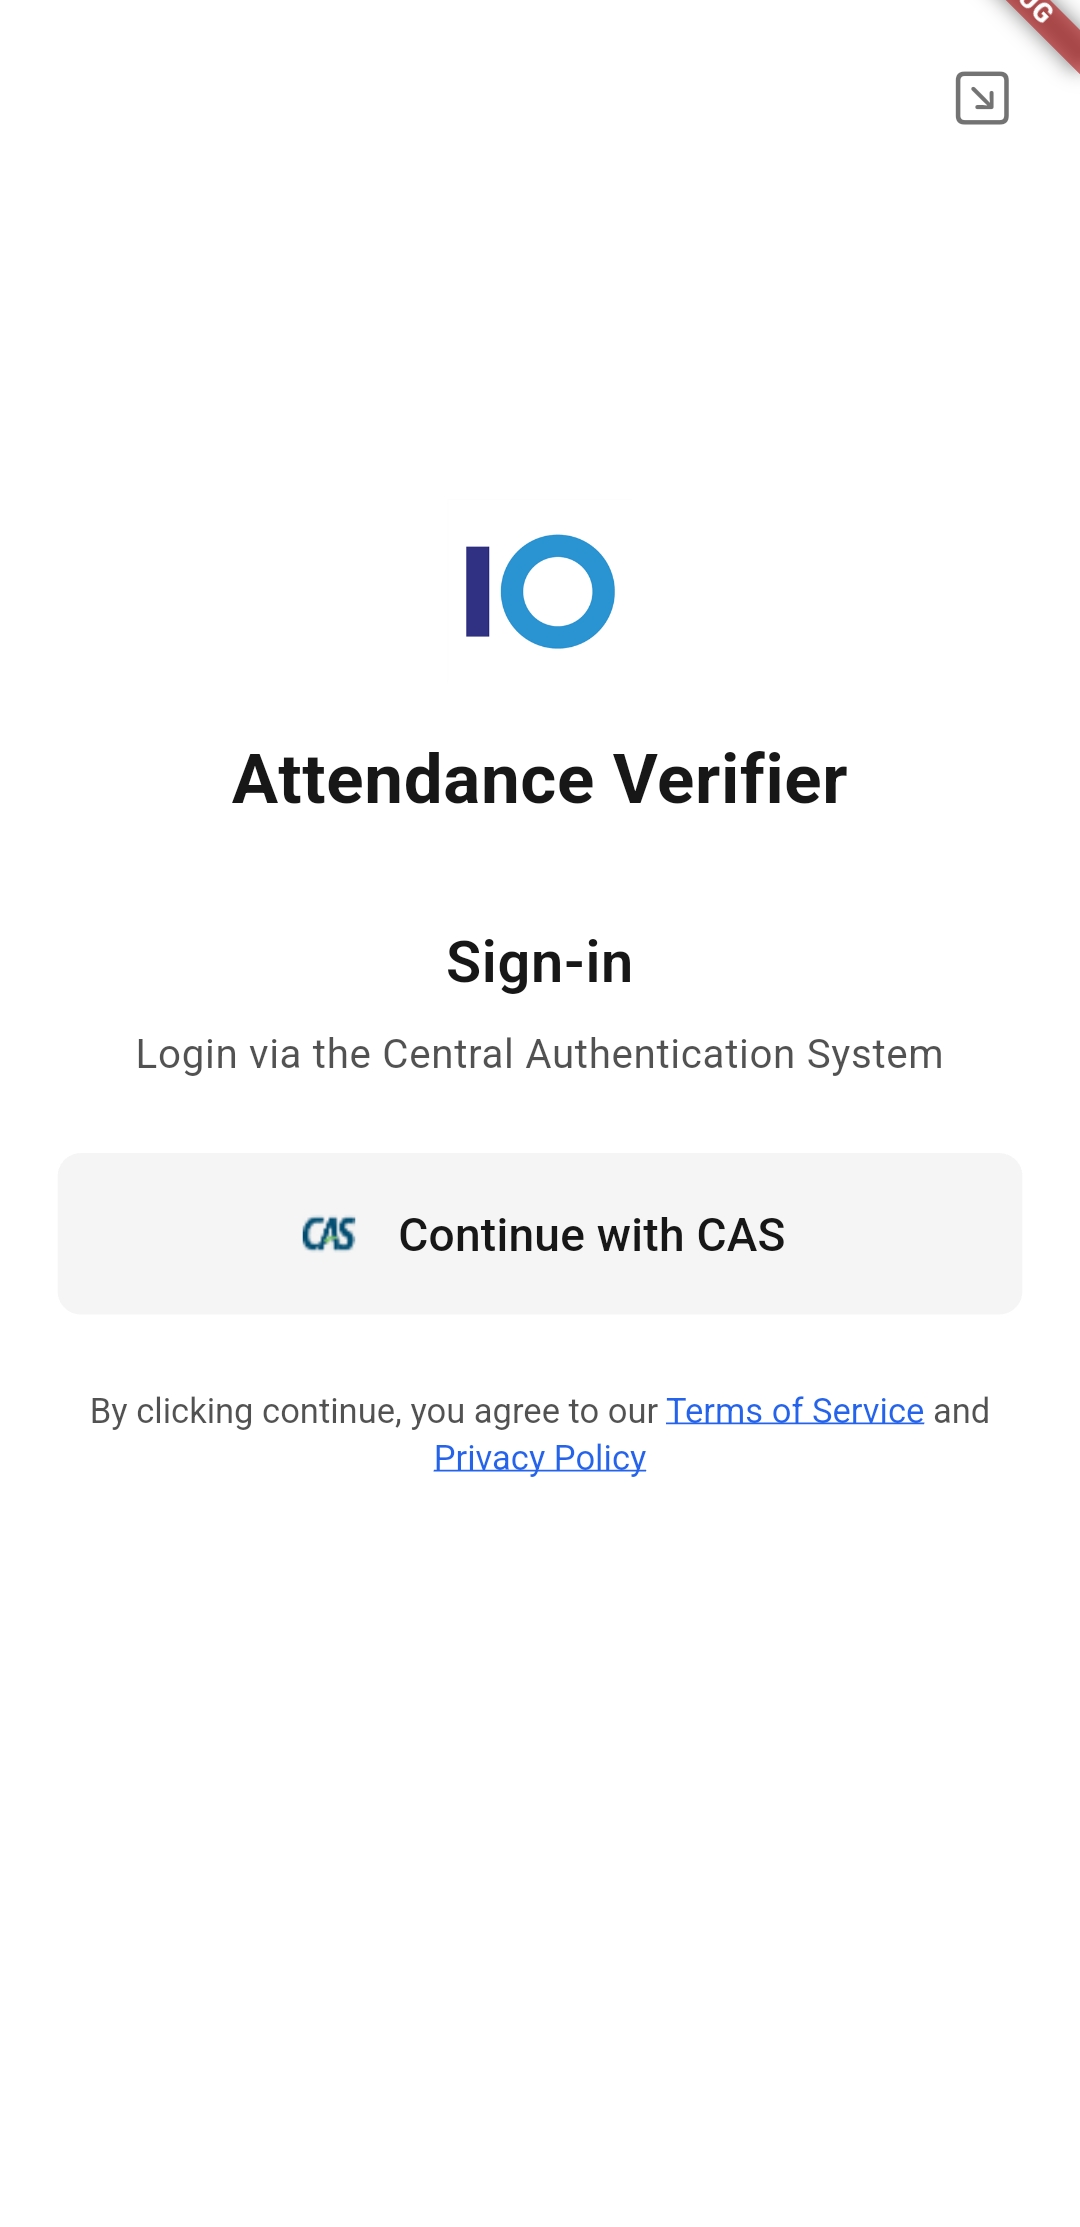 IO
Attendance Verifier
Sign-in
Login via the Central Authentication System
CAS Continue with CAS
By clicking continue, you agree to our Terms of Service and
Privacy Policy